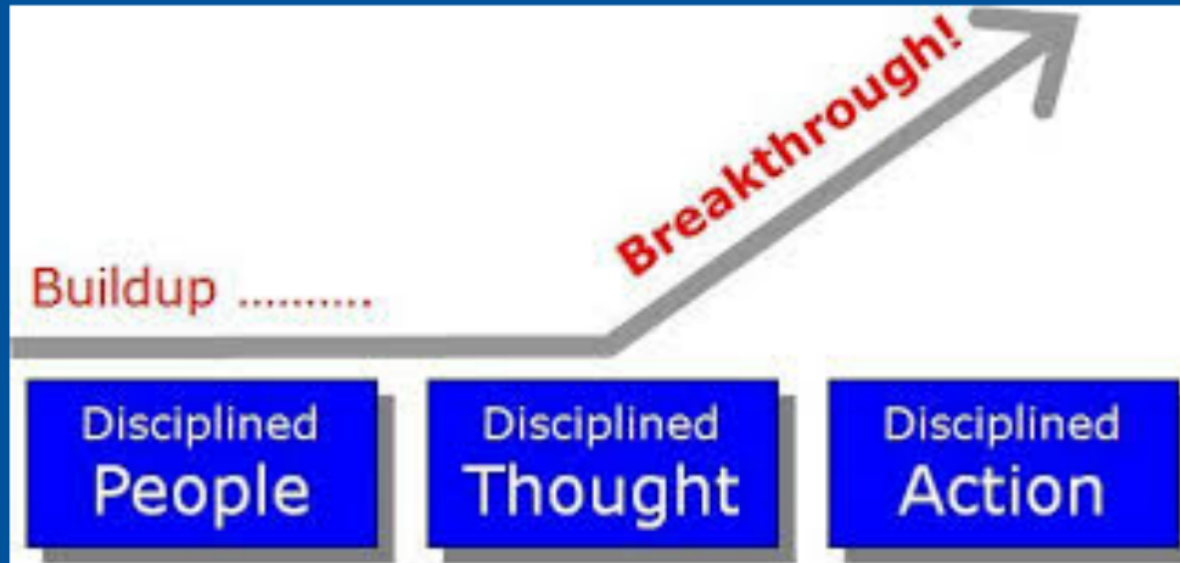 Breakthrough!
Buildup ..........
Disciplined
People
Disciplined
Thought
Disciplined
Action